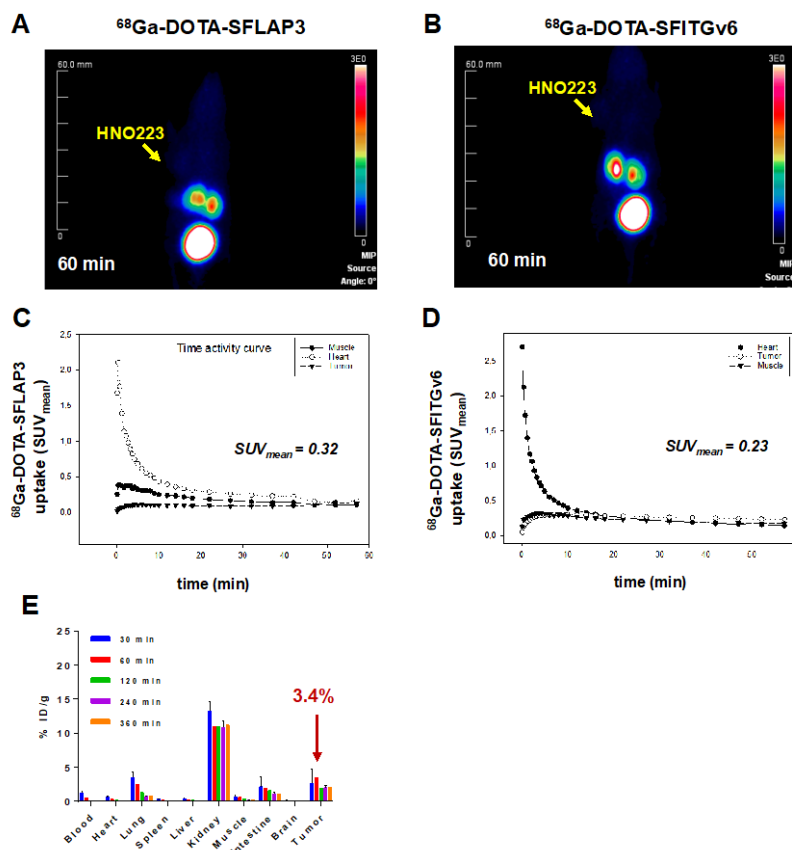 A
⁶⁸Ga-DOTA-SFLAP3
60.0 mm
3E0
HNO223
0
0
60 min
MIP
Source
Angle: 0°
B
⁶⁸Ga-DOTA-SFITGv6
60.0 mm
3E0
HNO223
0
0
60 min
MIP
Source
Angle: 0°
C
Time activity curve
Muscle
Heart
Tumor
⁶⁸Ga-DOTA-SFLAP3
uptake (SUVmean)
2.5
2.0
1.5
1.0
0.5
0.0
SUVmean = 0.32
0 10 20 30 40 50 60
time (min)
D
Heart
Tumor
Muscle
⁶⁸Ga-DOTA-SFITGv6
uptake (SUVmean)
2.5
2.0
1.5
1.0
0.5
0.0
SUVmean = 0.23
0 10 20 30 40 50
time (min)
E
% ID/g
25
20
15
10
5
0
30 min
60 min
120 min
240 min
360 min
3.4%
Blood
Heart
Lung
Spleen
Liver
Kidney
Muscle
Intestine
Brain
Tumor